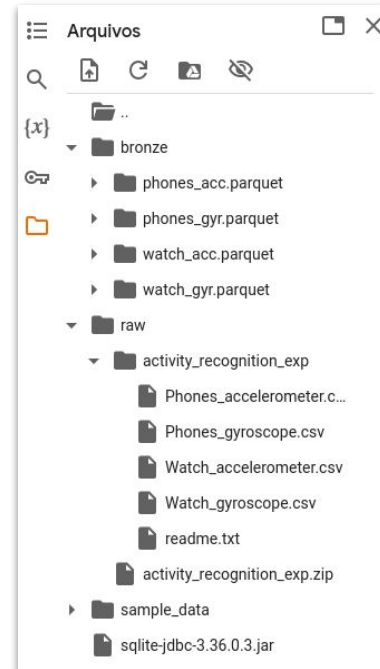 Arquivos
{x}
..
bronze
phones_acc.parquet
phones_gyr.parquet
watch_acc.parquet
watch_gyr.parquet
raw
activity_recognition_exp
Phones_accelerometer.c...
Phones_gyroscope.csv
Watch_accelerometer.csv
Watch_gyroscope.csv
readme.txt
activity_recognition_exp.zip
sample_data
sqlite-jdbc-3.36.0.3.jar